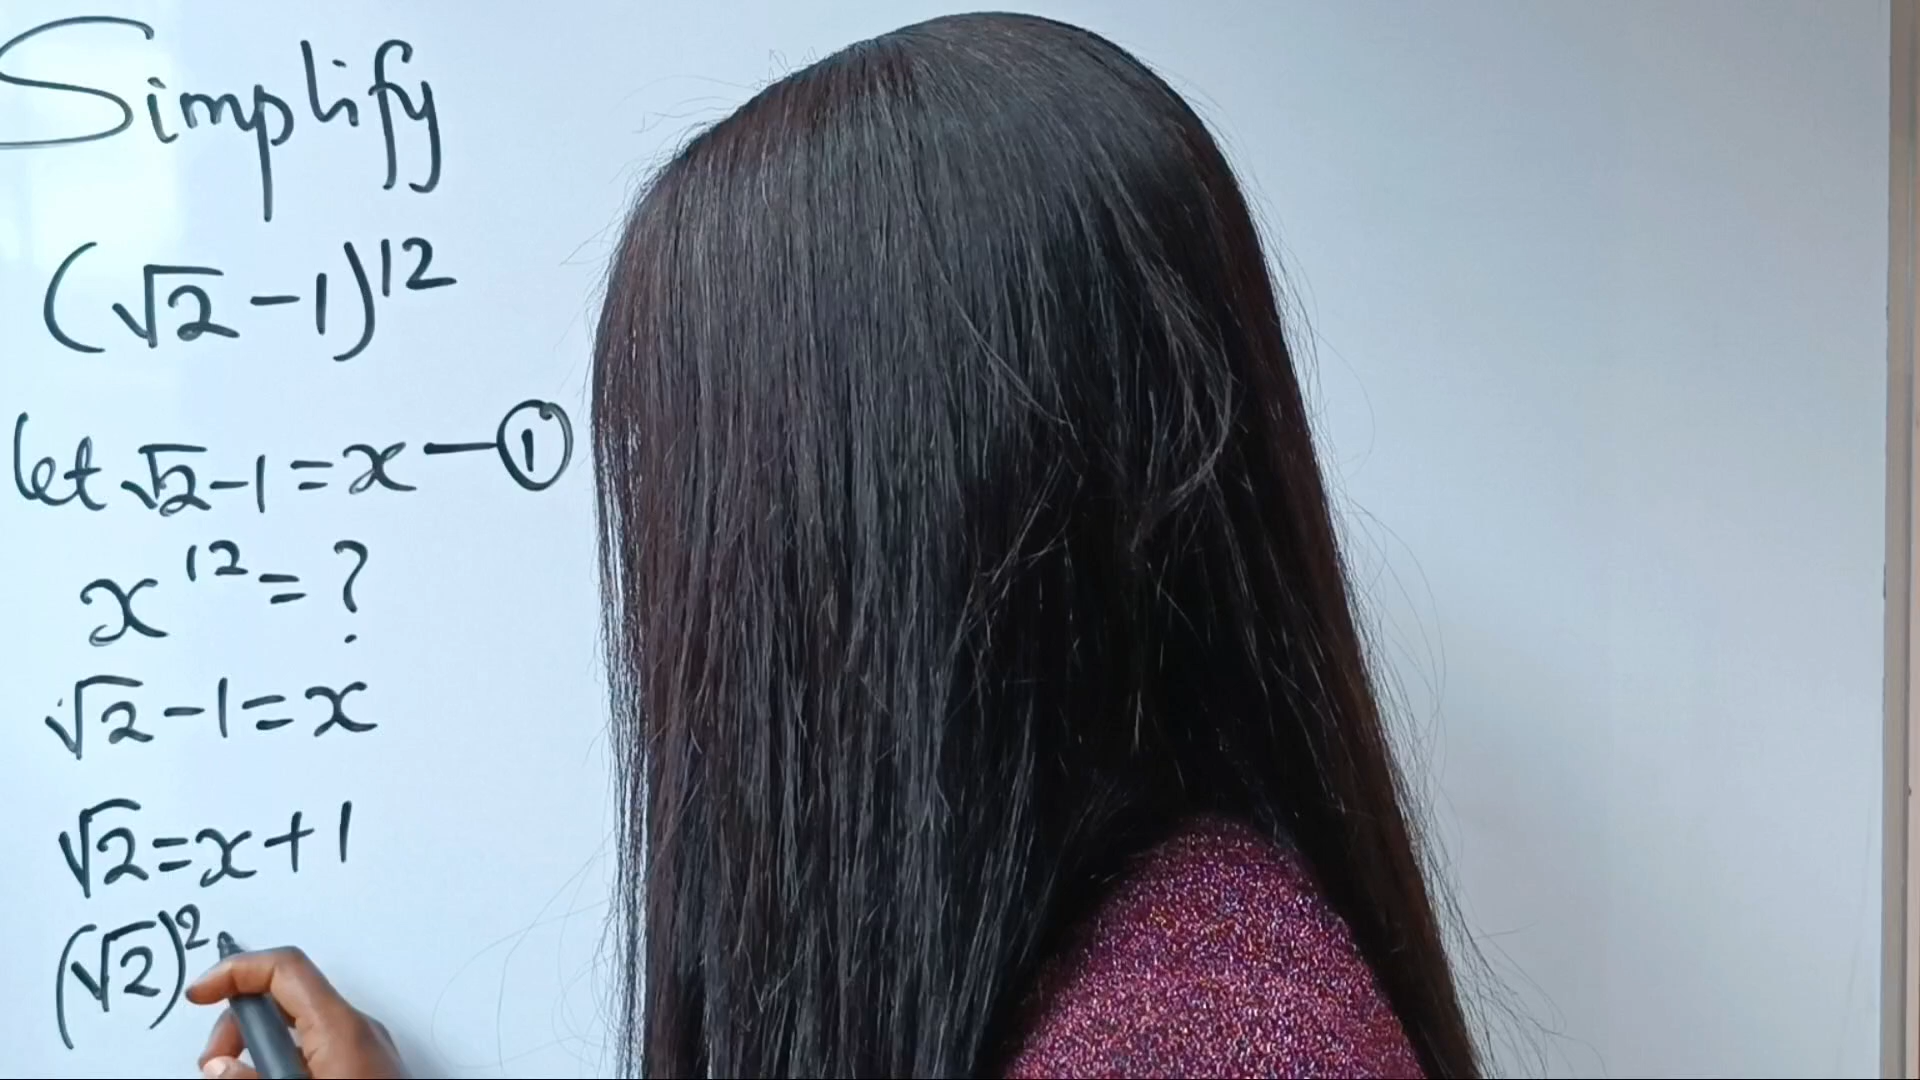 Simplify
(√2 - 1)¹²
let √2 - 1 = x — ①
x¹² = ?
√2 - 1 = x
√2 = x + 1
(√2)²